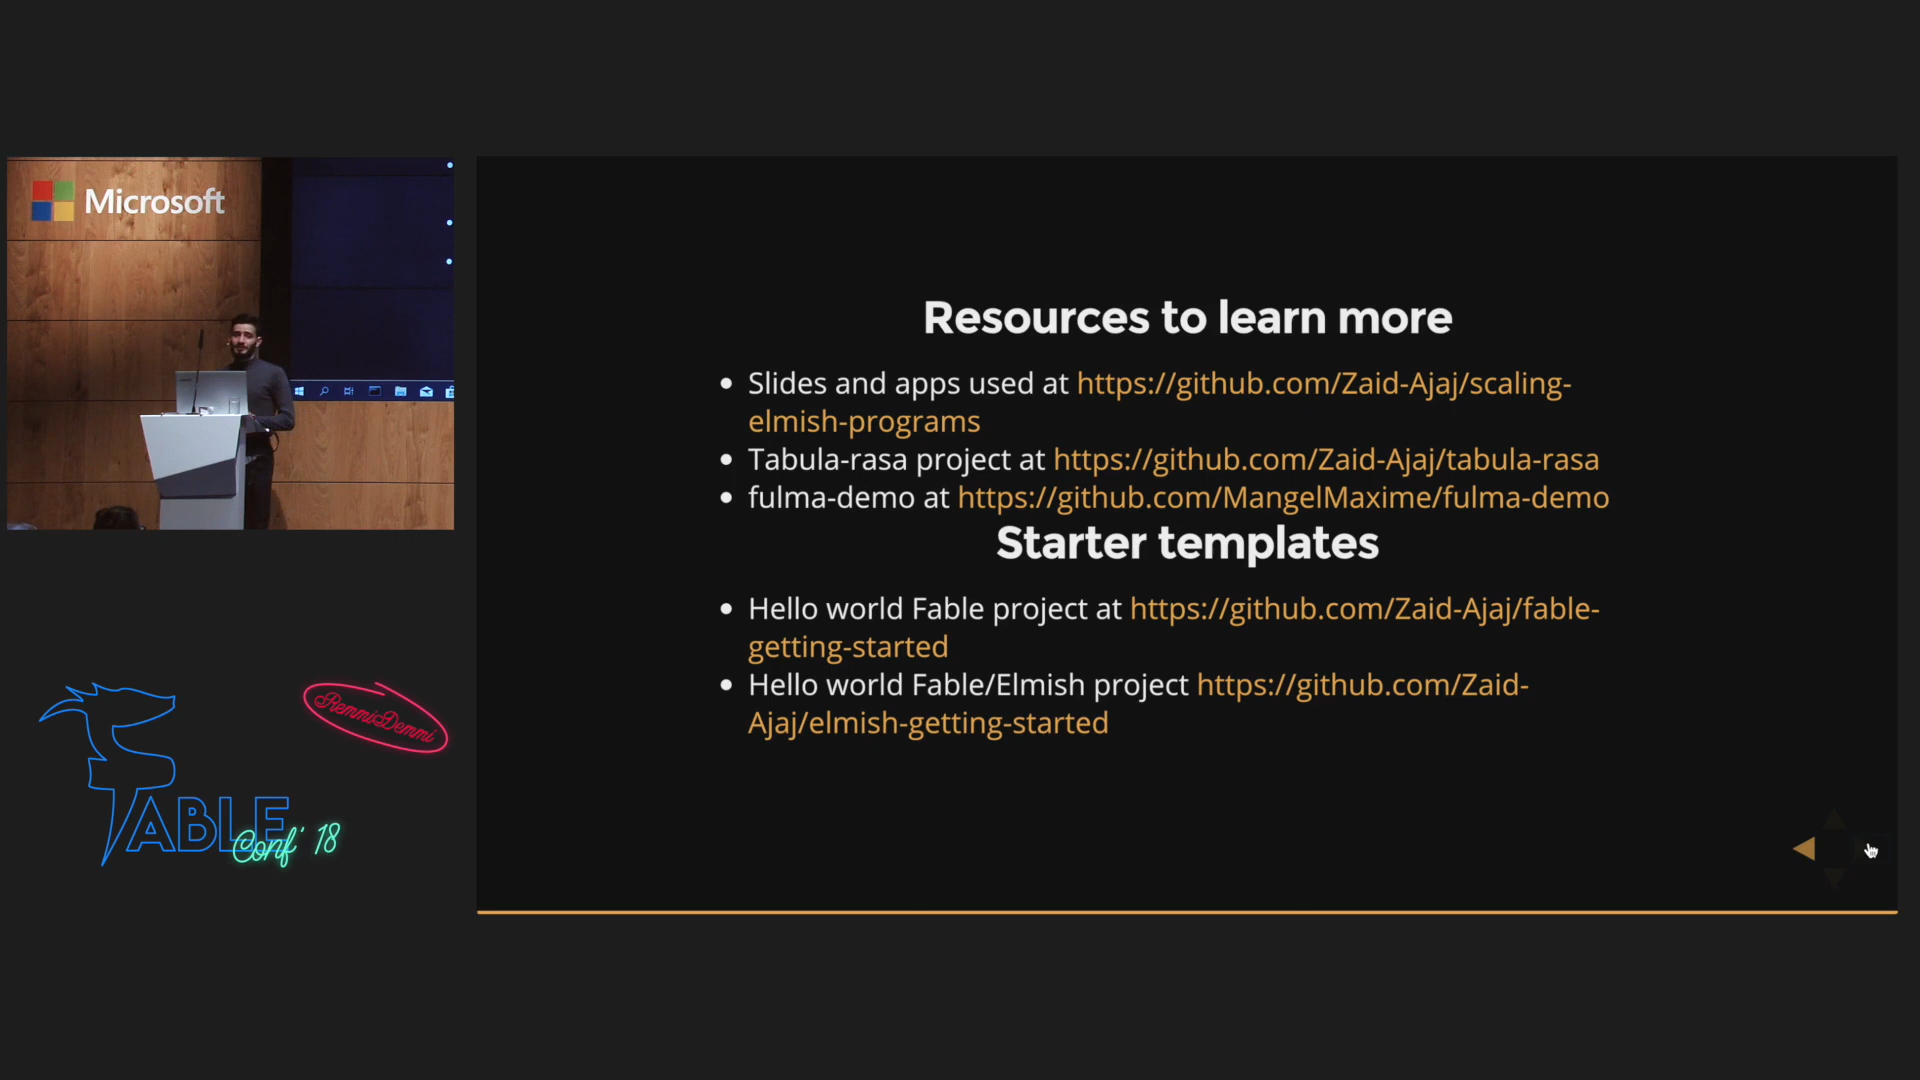 Microsoft
Resources to learn more
Slides and apps used at https://github.com/Zaid-Ajaj/scaling-
elmish-programs
Tabula-rasa project at https://github.com/Zaid-Ajaj/tabula-rasa
fulma-demo at https://github.com/MangelMaxime/fulma-demo
Starter templates
Hello world Fable project at https://github.com/Zaid-Ajaj/fable-
getting-started
Hello world Fable/Elmish project https://github.com/Zaid-
Ajaj/elmish-getting-started
RemmiDemmi
FABLE
Conf' 18